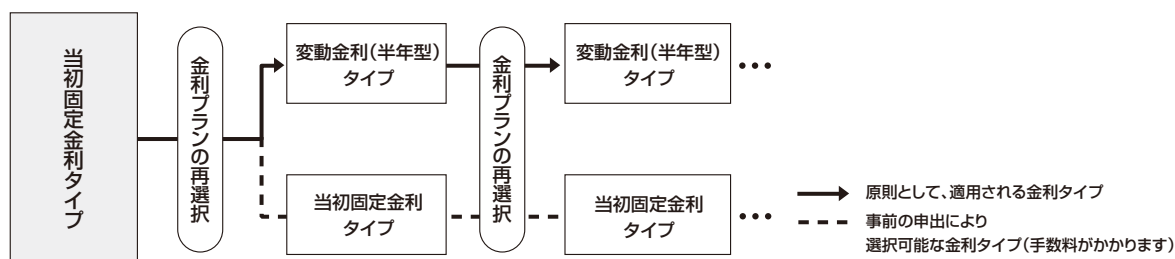 当初固定金利タイプ
金利プランの再選択
変動金利(半年型)
タイプ
当初固定金利
タイプ
金利プランの再選択
変動金利(半年型)
タイプ
•••
当初固定金利
タイプ
•••
原則として、適用される金利タイプ
事前の申出により
選択可能な金利タイプ(手数料がかかります)